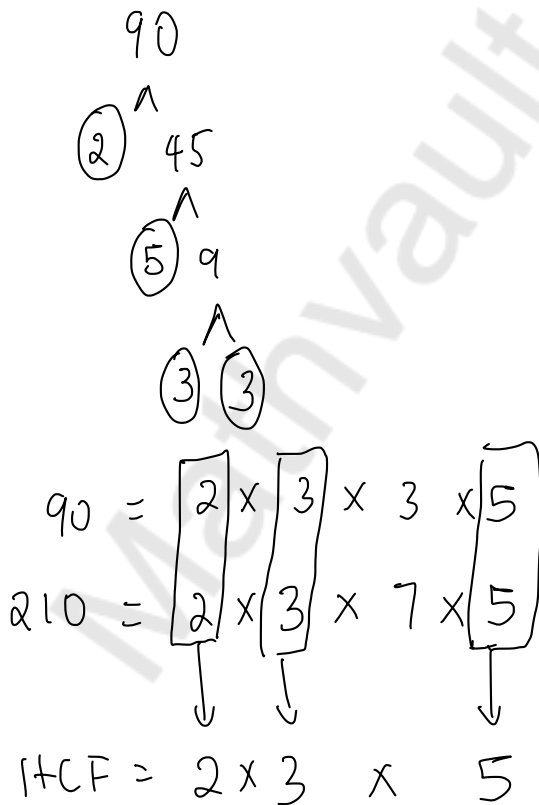 90
2 45
5 9
3 3
90 = 2 × 3 × 3 × 5
210 = 2 × 3 × 7 × 5
HCF = 2 × 3 × 5
Mathvault